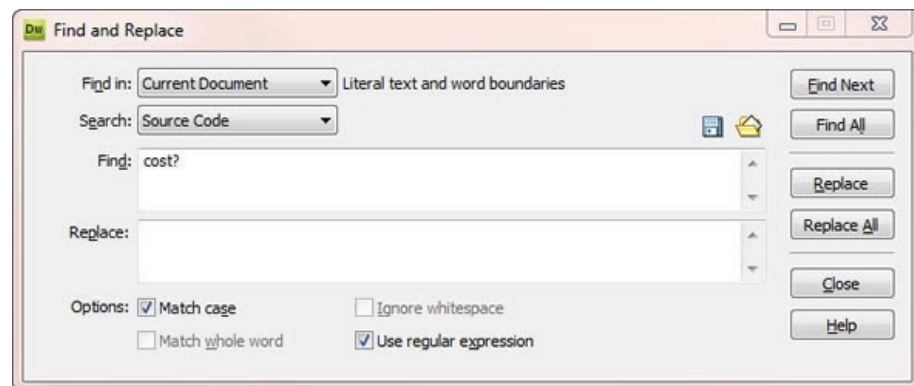 Dw Find and Replace
Find in: Current Document Literal text and word boundaries Find Next
Search: Source Code Find All
Find: cost?
Replace
Replace: Replace All
Options: Match case Ignore whitespace Close
Match whole word Use regular expression Help